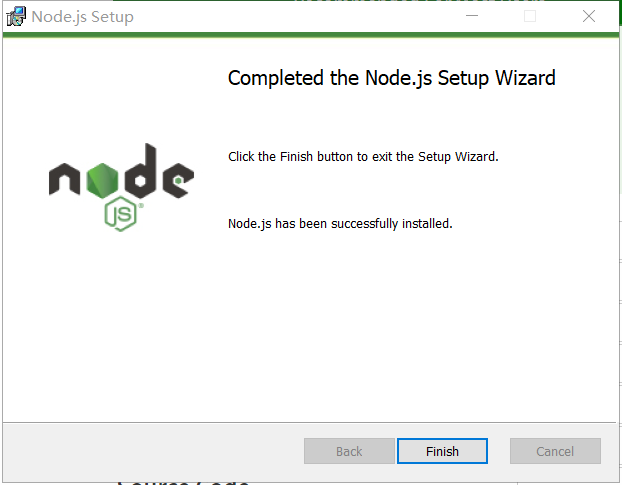 Node.js Setup
Completed the Node.js Setup Wizard
Click the Finish button to exit the Setup Wizard.
node
JS
Node.js has been successfully installed.
Back
Finish
Cancel